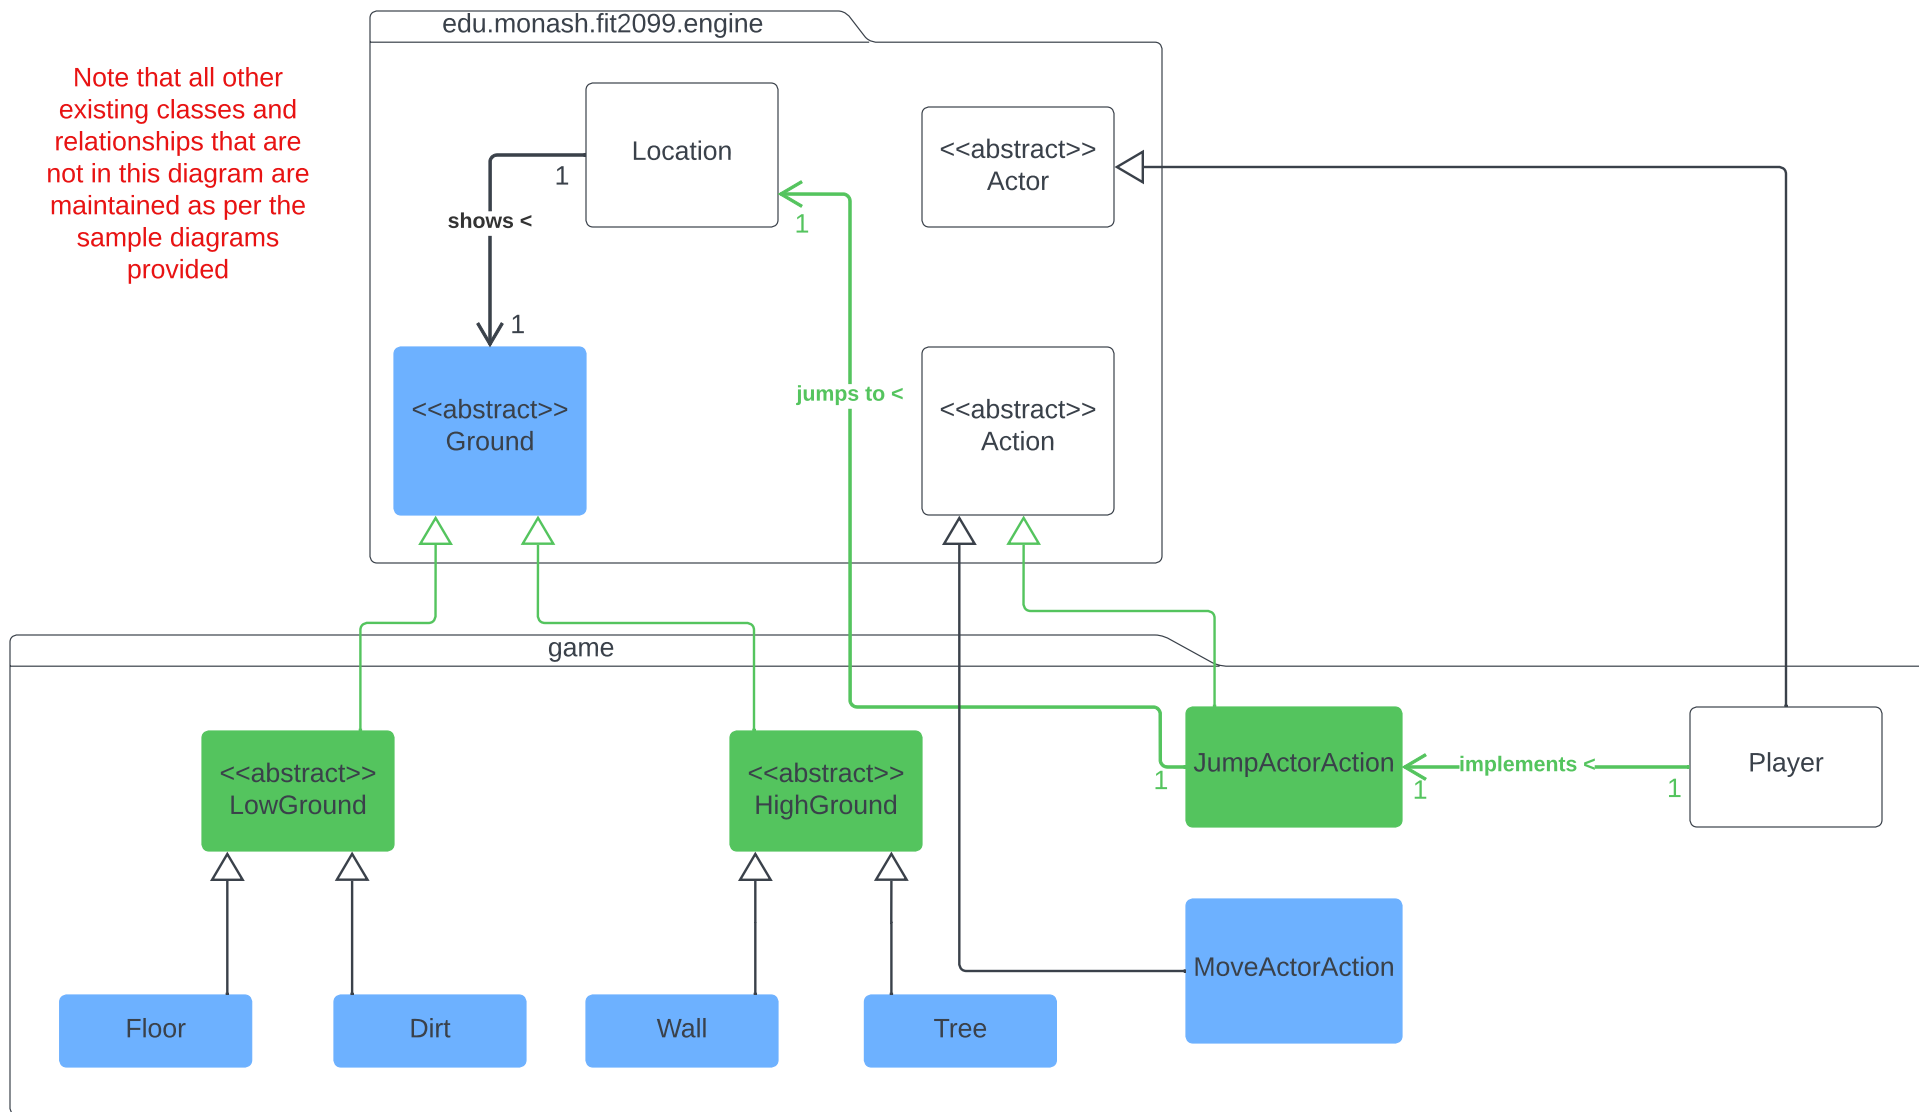 edu.monash.fit2099.engine
Note that all other
existing classes and
relationships that are
not in this diagram are
maintained as per the
sample diagrams
provided
Location
<<abstract>>
Actor
1
shows <
1
1
<<abstract>>
Ground
jumps to <
<<abstract>>
Action
game
<<abstract>>
LowGround
<<abstract>>
HighGround
1
JumpActorAction
1
implements <
1
Player
MoveActorAction
Floor
Dirt
Wall
Tree